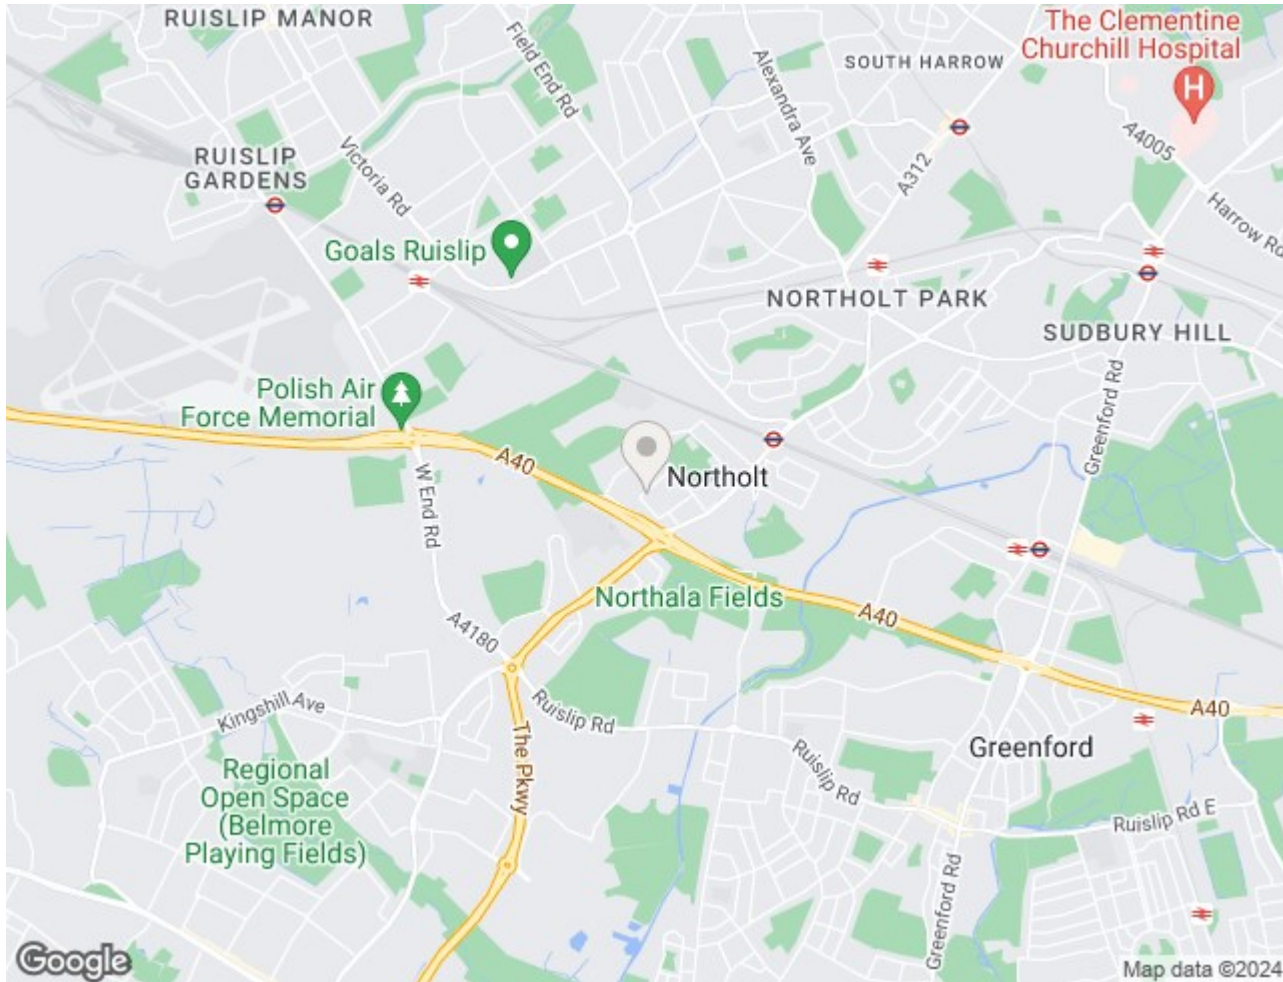 RUISLIP MANOR
Field End Rd
The Clementine
Churchill Hospital
H
SOUTH HARROW
Alexandra Ave
A4005
RUISLIP
GARDENS
Victoria Rd
A312
Harrow Rd
Goals Ruislip
NORTHOLT PARK
SUDBURY HILL
Polish Air
Force Memorial
Greenford Rd
A40
Northolt
W End Rd
Northala Fields
A40
A4180
Kingshill Ave
Ruislip Rd
The Pkwy
A40
Greenford
Regional
Open Space
(Belmore
Playing Fields)
Ruislip Rd
Ruislip Rd E
Greenford Rd
Google
Map data ©2024